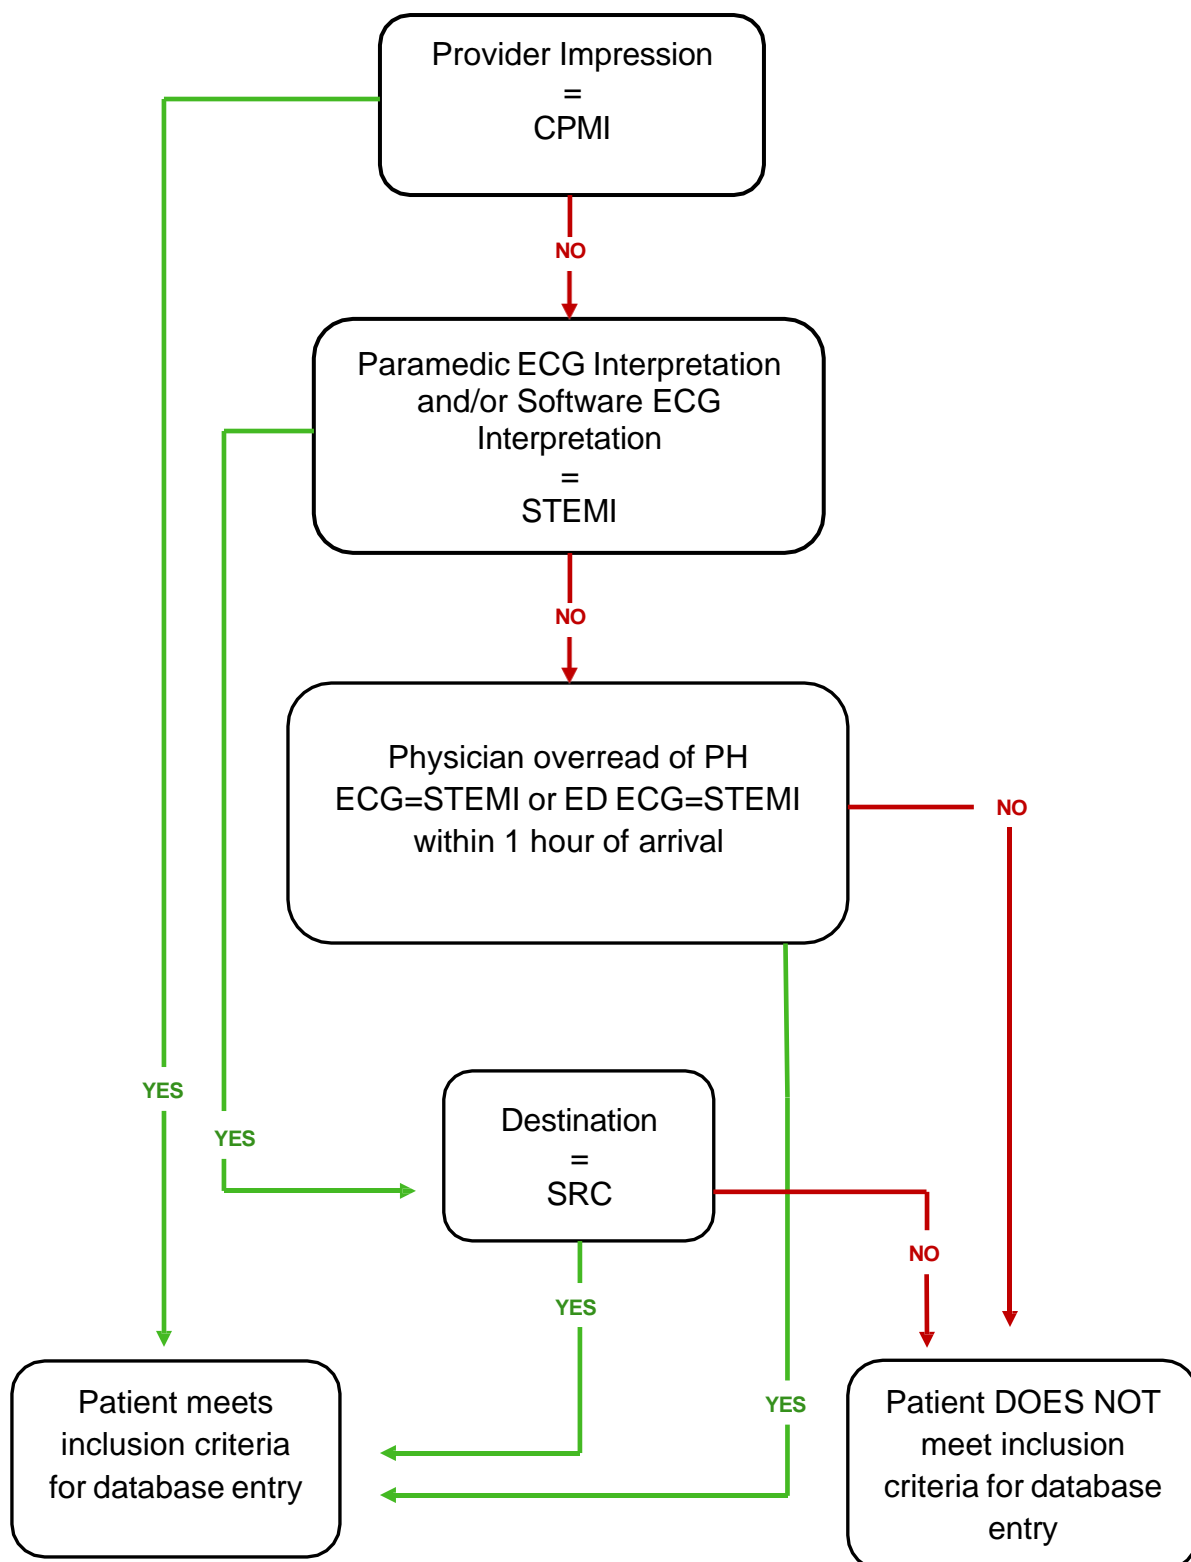 Provider Impression
=
CPMI
NO
Paramedic ECG Interpretation
and/or Software ECG
Interpretation
=
STEMI
NO
Physician overread of PH
ECG=STEMI or ED ECG=STEMI
within 1 hour of arrival
NO
YES
YES
Destination
=
SRC
NO
YES
YES
Patient meets
inclusion criteria
for database entry
Patient DOES NOT
meet inclusion
criteria for database
entry